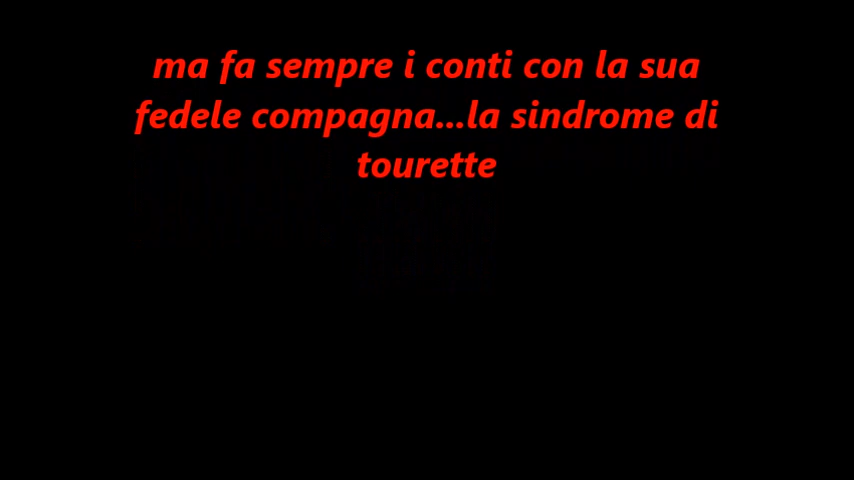 ma fa sempre i conti con la sua
fedele compagna...la sindrome di
tourette